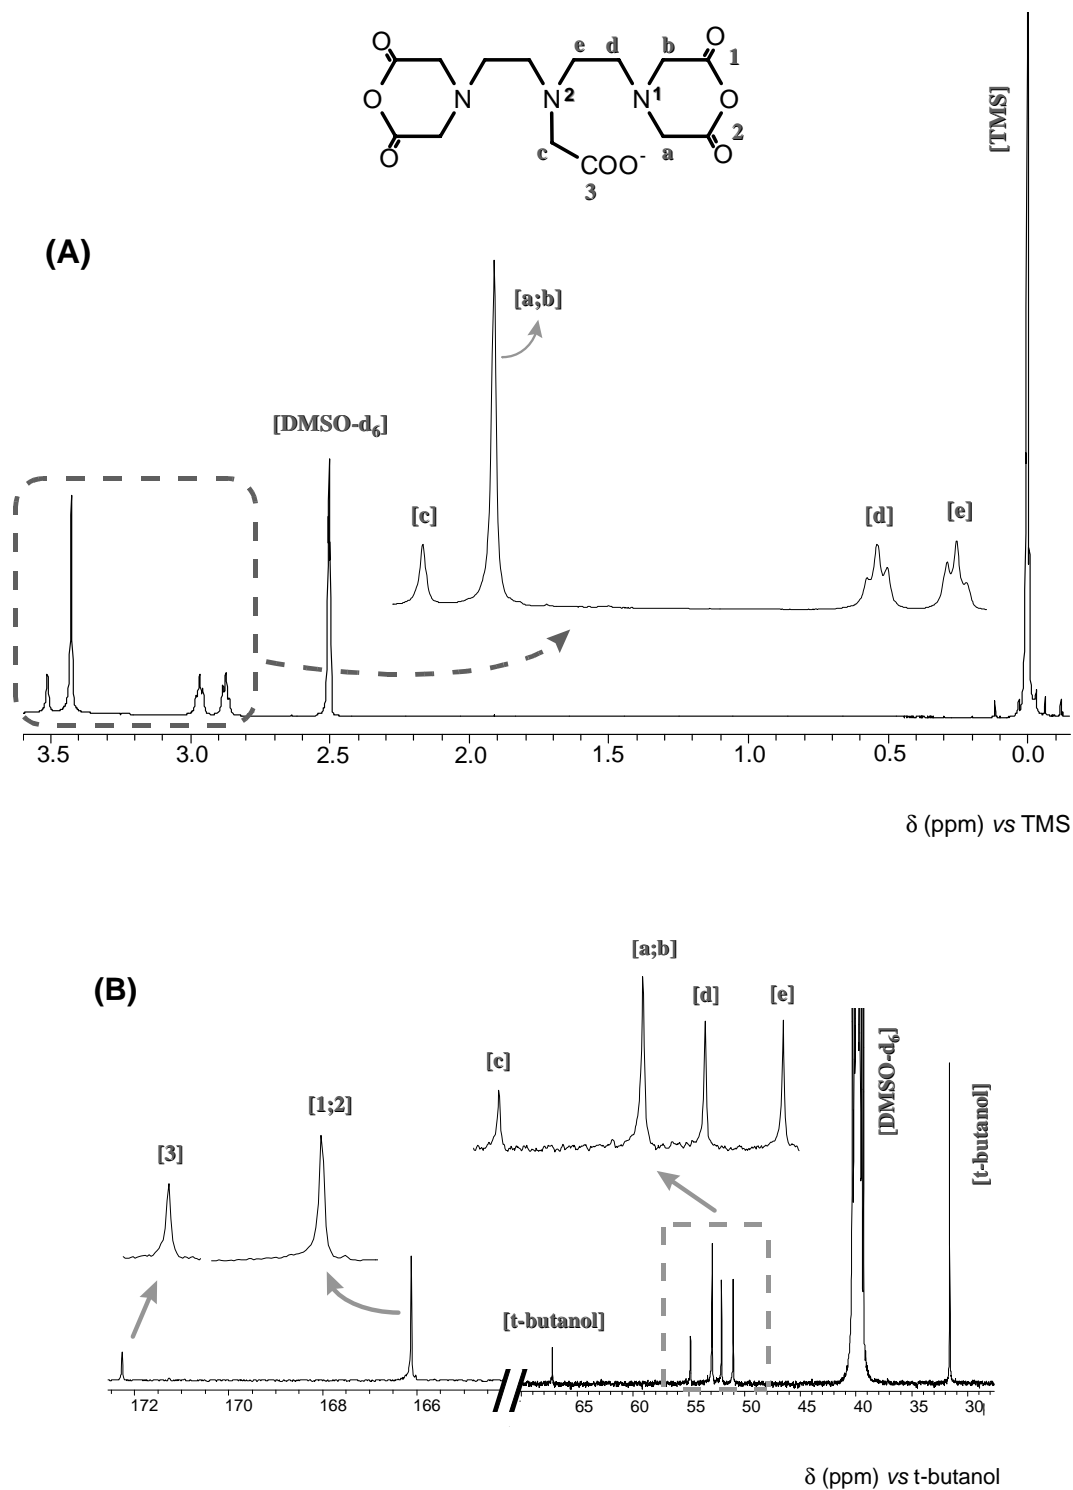 O e d b O 1
O N N 2 N 1 O
O c a O 2
COO-
3
[TMS]
(A)
[a;b]
[DMSO-d6]
[c] [d] [e]
3.5 3.0 2.5 2.0 1.5 1.0 0.5 0.0
δ (ppm) vs TMS
[a;b]
(B) [d] [e]
[DMSO-d6]
[c]
[1;2]
[t-butanol]
[3]
[t-butanol]
172 170 168 166 65 60 55 50 45 40 35 30
δ (ppm) vs t-butanol